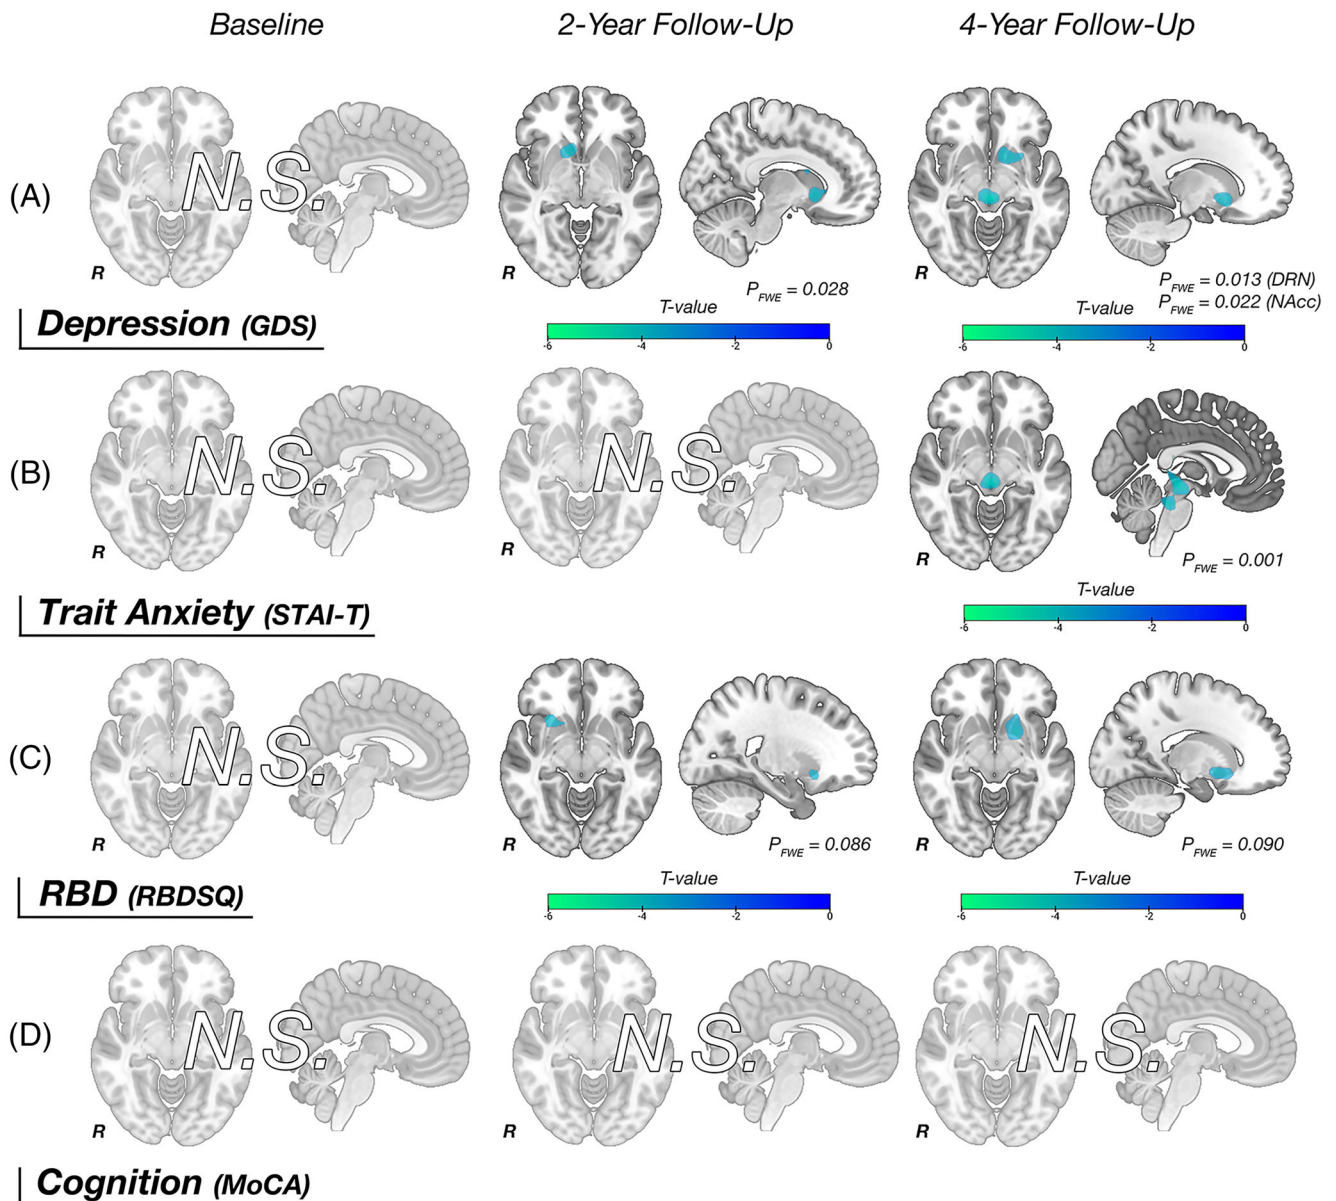 Baseline
2-Year Follow-Up
4-Year Follow-Up
(A)
N.S.
R
R
R
P_FWE = 0.028
P_FWE = 0.013 (DRN)
P_FWE = 0.022 (NAcc)
Depression (GDS)
T-value
-6 -4 -2 0
T-value
-6 -4 -2 0
(B)
N.S.
N.S.
R
R
R
P_FWE = 0.001
Trait Anxiety (STAI-T)
T-value
-6 -4 -2 0
(C)
N.S.
R
R
R
P_FWE = 0.086
P_FWE = 0.090
RBD (RBDSQ)
T-value
-6 -4 -2 0
T-value
-6 -4 -2 0
(D)
N.S.
N.S.
N.S.
R
R
R
Cognition (MoCA)